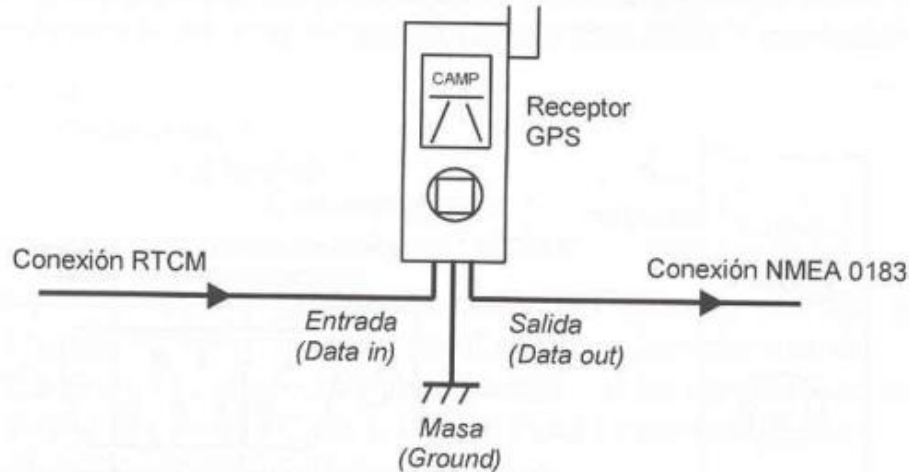 CAMP
Receptor
GPS
Conexión RTCM
Conexión NMEA 0183
Entrada
(Data in)
Salida
(Data out)
Masa
(Ground)